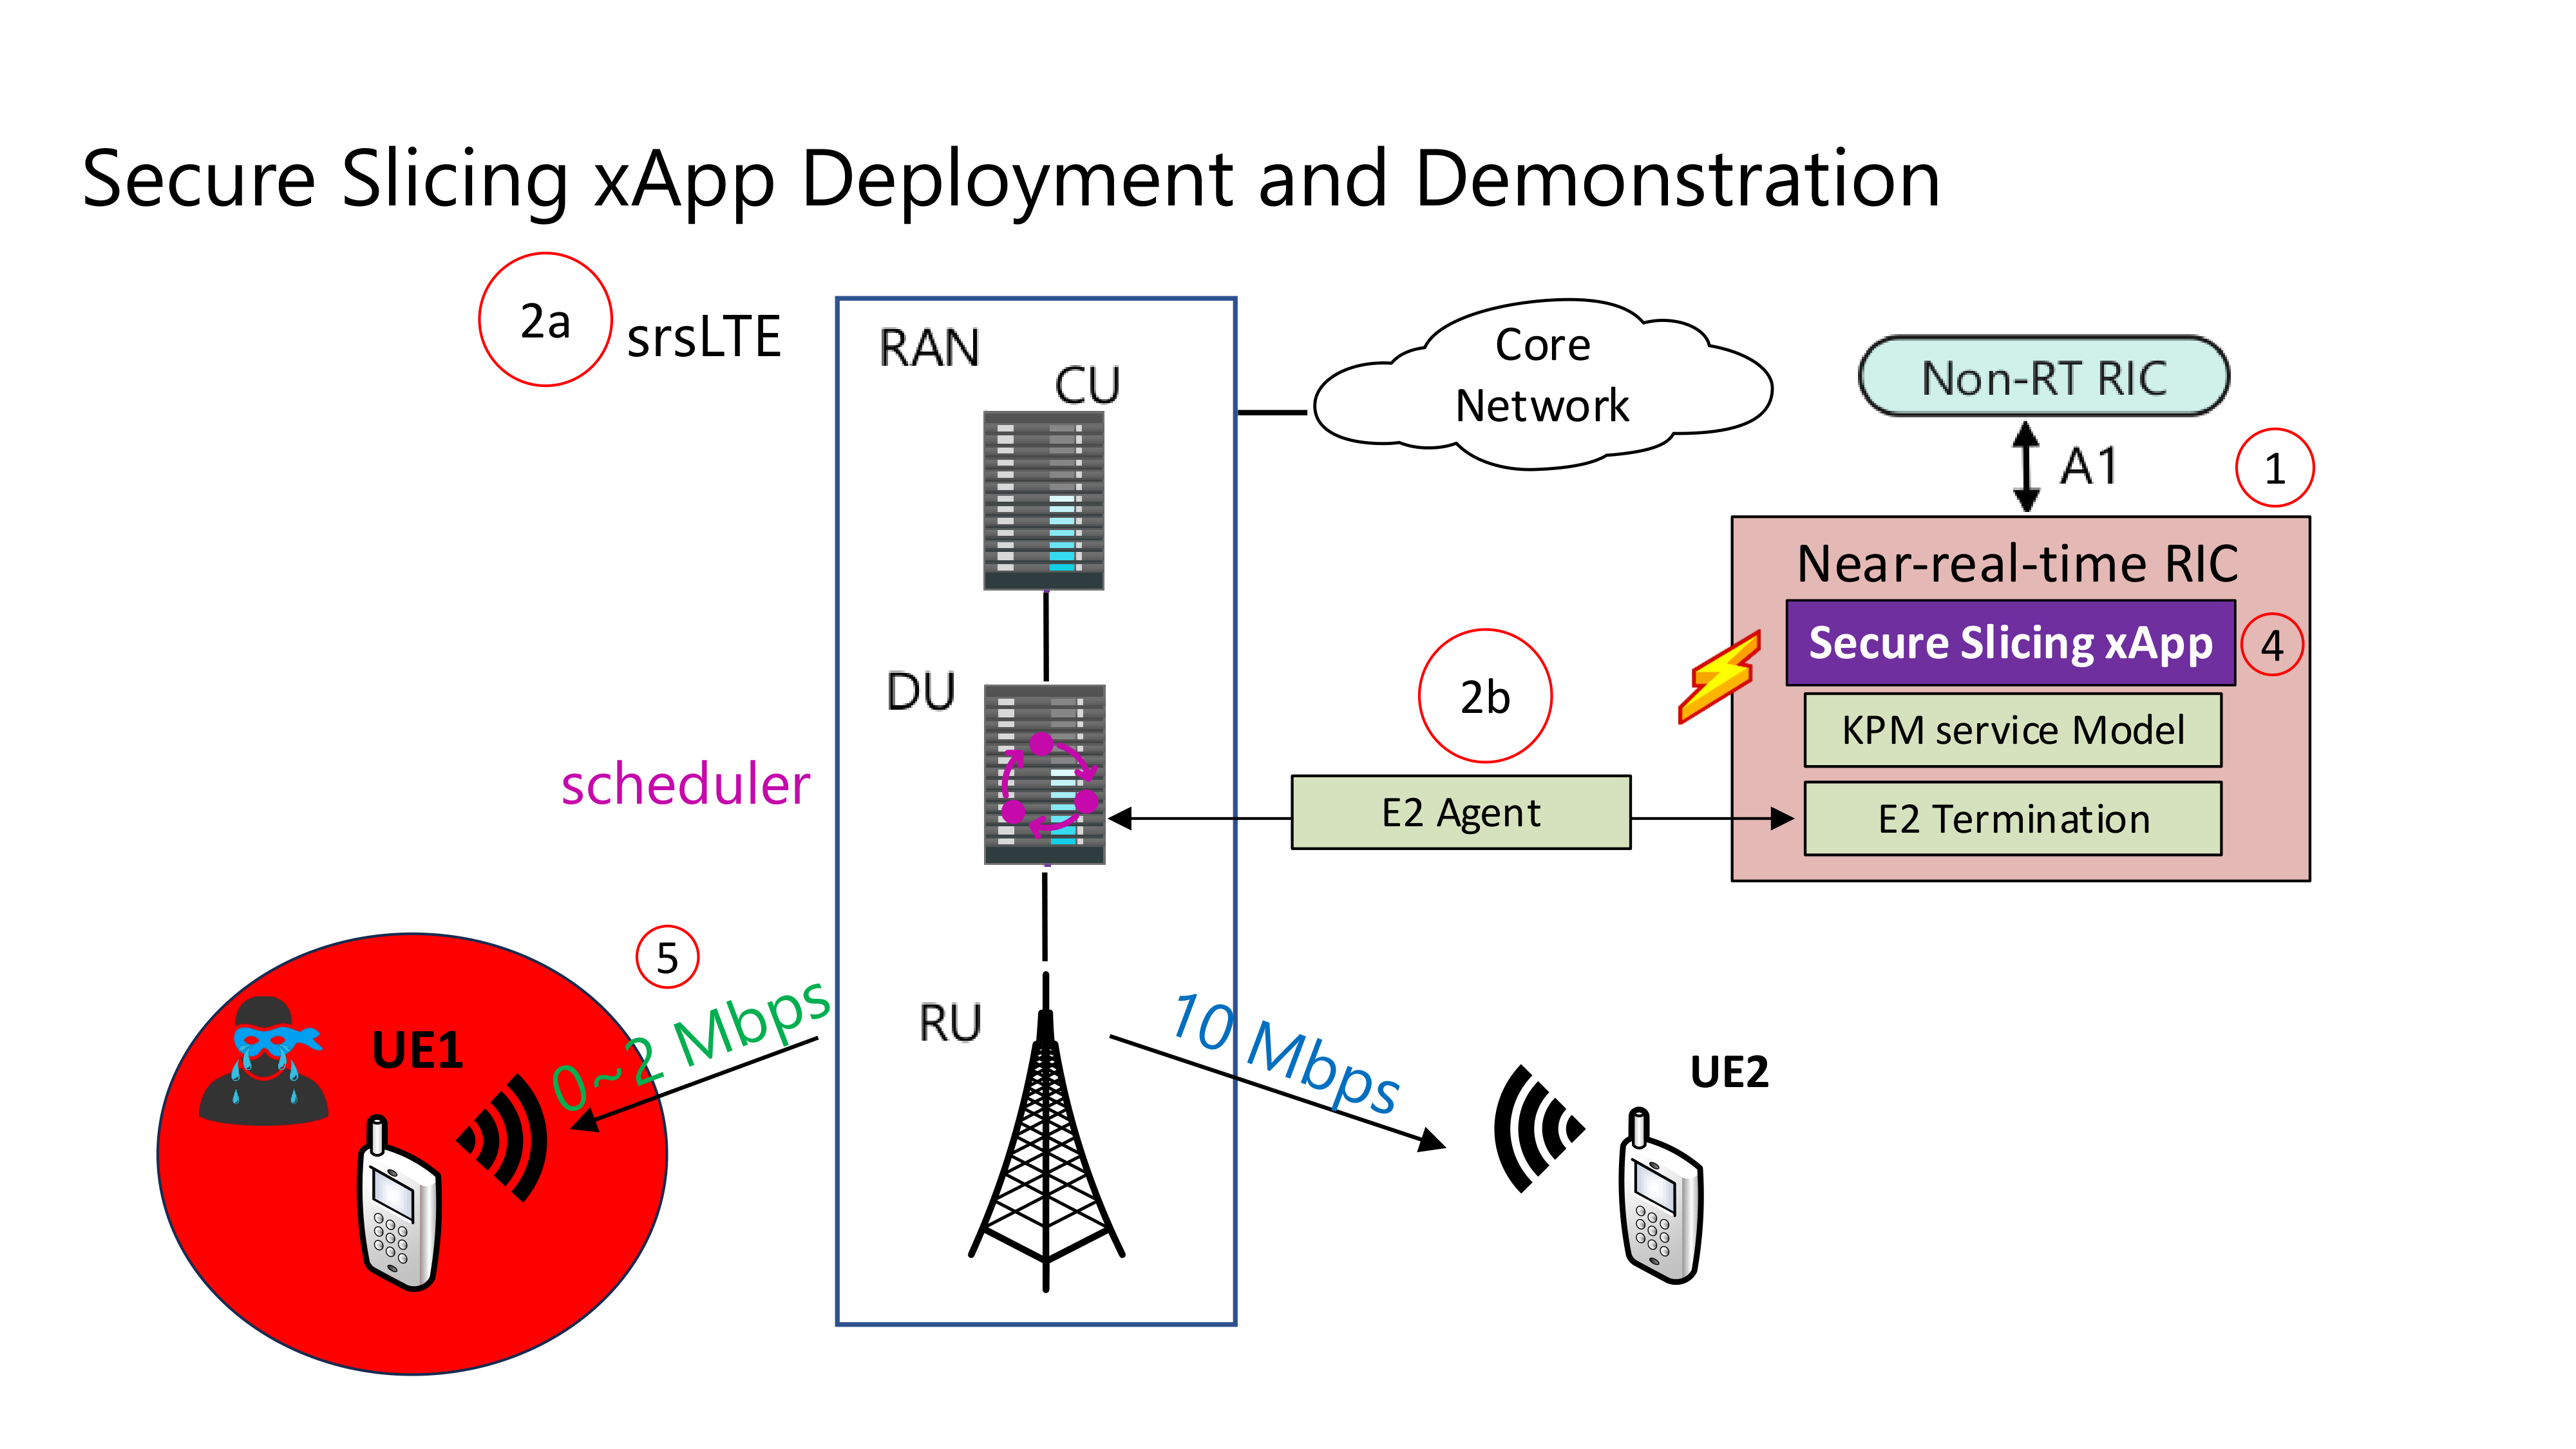 Secure Slicing xApp Deployment and Demonstration
2a
srsLTE
RAN
CU
Core
Network
Non-RT RIC
A1
1
Near-real-time RIC
Secure Slicing xApp
4
KPM service Model
E2 Termination
2b
E2 Agent
DU
scheduler
5
0~2 Mbps
UE1
RU
10 Mbps
UE2